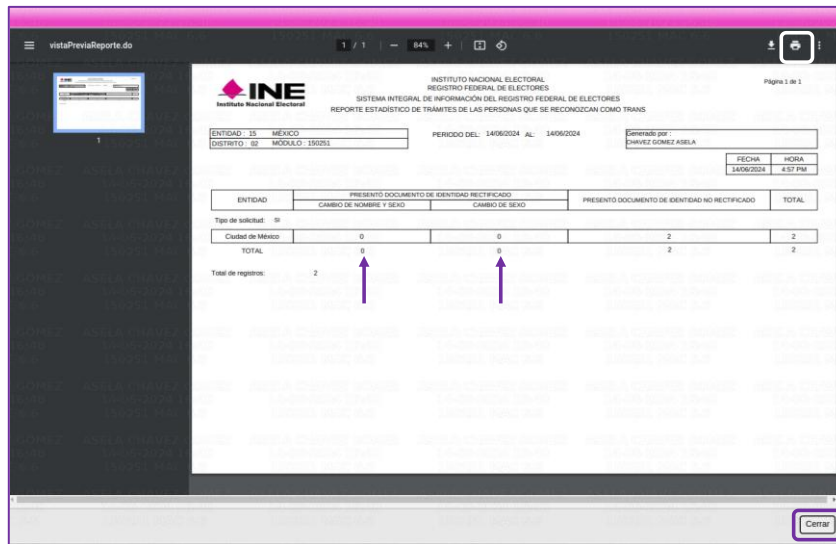 vistaPreviaReporte.do
1 / 1 | − 84% +
1
INE
Instituto Nacional Electoral
INSTITUTO NACIONAL ELECTORAL
REGISTRO FEDERAL DE ELECTORES
SISTEMA INTEGRAL DE INFORMACIÓN DEL REGISTRO FEDERAL DE ELECTORES
REPORTE ESTADÍSTICO DE TRÁMITES DE LAS PERSONAS QUE SE RECONOZCAN COMO TRANS
Página 1 de 1
ENTIDAD : 15 MÉXICO
DISTRITO : 02 MÓDULO : 150251
PERIODO DEL: 14/06/2024 AL: 14/06/2024
Generado por :
CHAVEZ GOMEZ ASELA
FECHA HORA
14/06/2024 4:57 PM
ENTIDAD PRESENTÓ DOCUMENTO DE IDENTIDAD RECTIFICADO PRESENTÓ DOCUMENTO DE IDENTIDAD NO RECTIFICADO TOTAL
CAMBIO DE NOMBRE Y SEXO CAMBIO DE SEXO
Tipo de solicitud: SI
Ciudad de México 0 0 2 2
TOTAL 0 0 2 2
Total de registros: 2
Cerrar